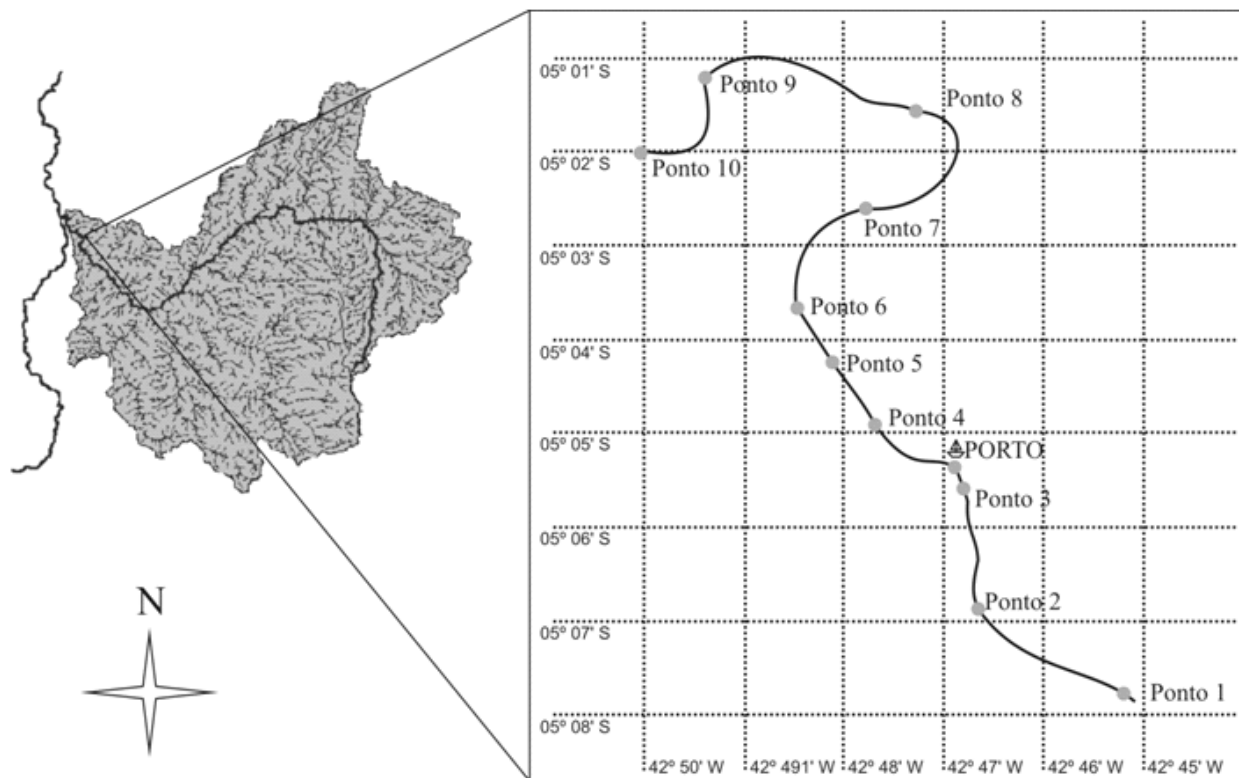 N
05º 01' S
05º 02' S
05º 03' S
05º 04' S
05º 05' S
05º 06' S
05º 07' S
05º 08' S
Ponto 9
Ponto 8
Ponto 10
Ponto 7
Ponto 6
Ponto 5
Ponto 4
PORTO
Ponto 3
Ponto 2
Ponto 1
42º 50' W
42º 491' W
42º 48' W
42º 47' W
42º 46' W
42º 45' W